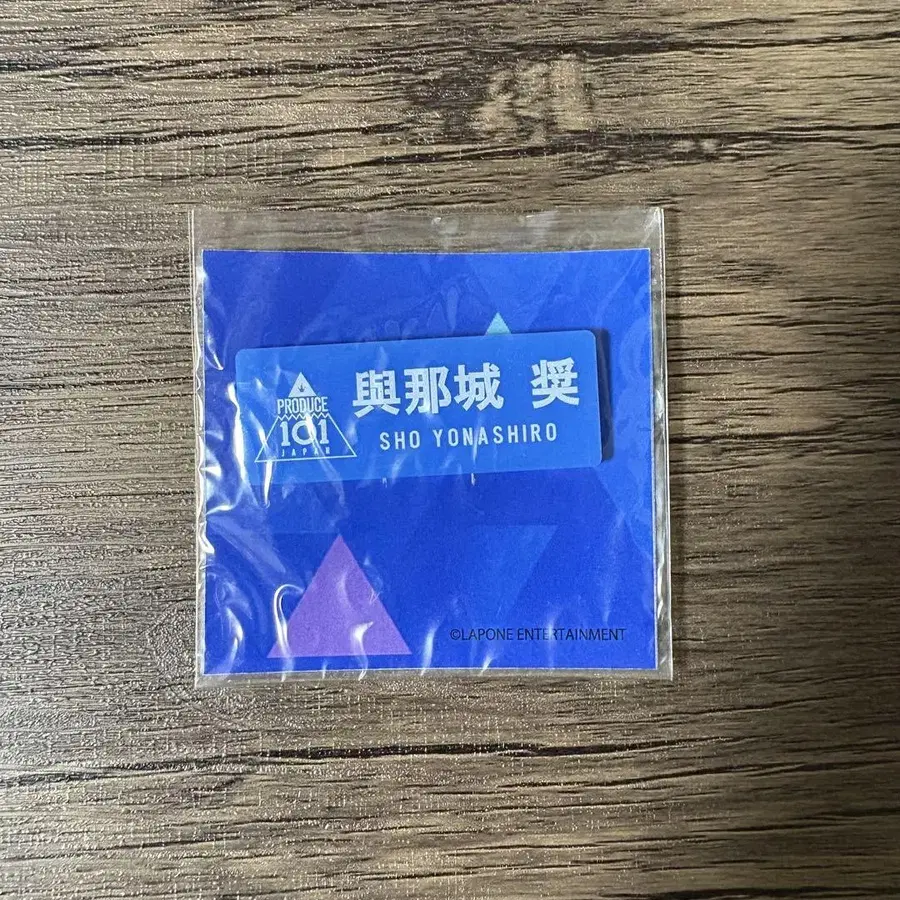 PRODUCE
101
JAPAN
與那城 奨
SHO YONASHIRO
©LAPONE ENTERTAINMENT